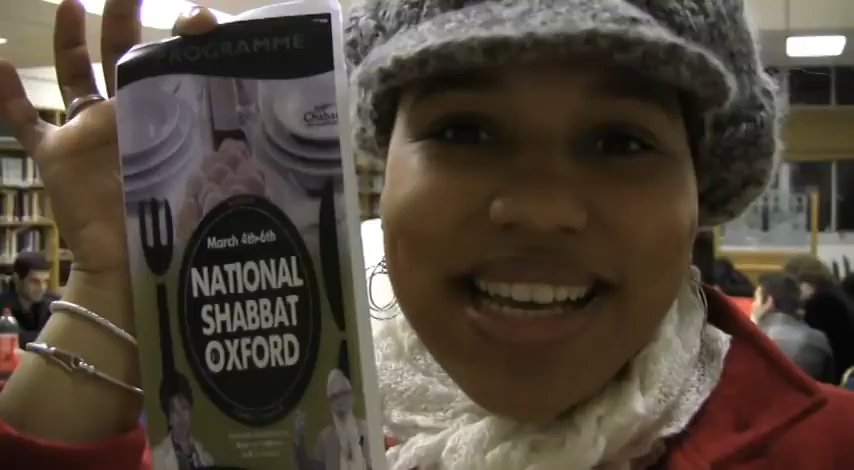 PROGRAMME
Chabad
March 4th-6th
NATIONAL
SHABBAT
OXFORD